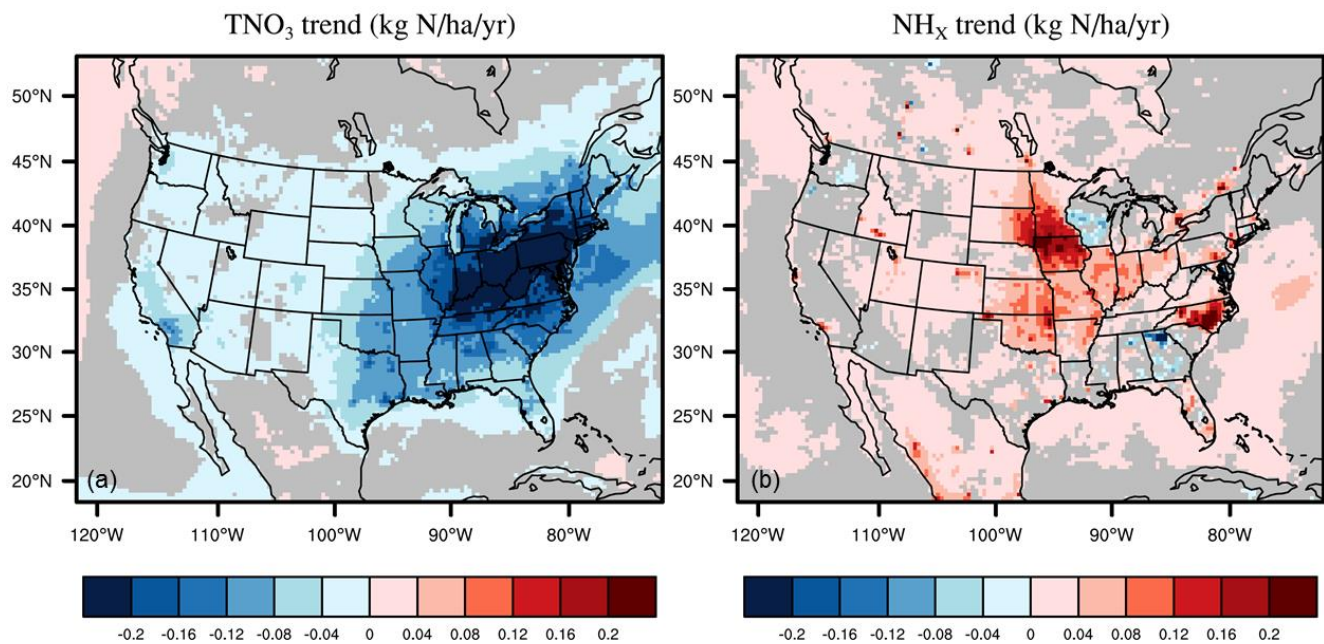 TNO₃ trend (kg N/ha/yr)
NHₓ trend (kg N/ha/yr)
50°N
45°N
40°N
35°N
30°N
25°N
20°N
(a)
120°W 110°W 100°W 90°W 80°W
50°N
45°N
40°N
35°N
30°N
25°N
20°N
(b)
120°W 110°W 100°W 90°W 80°W
-0.2 -0.16 -0.12 -0.08 -0.04 0 0.04 0.08 0.12 0.16 0.2
-0.2 -0.16 -0.12 -0.08 -0.04 0 0.04 0.08 0.12 0.16 0.2